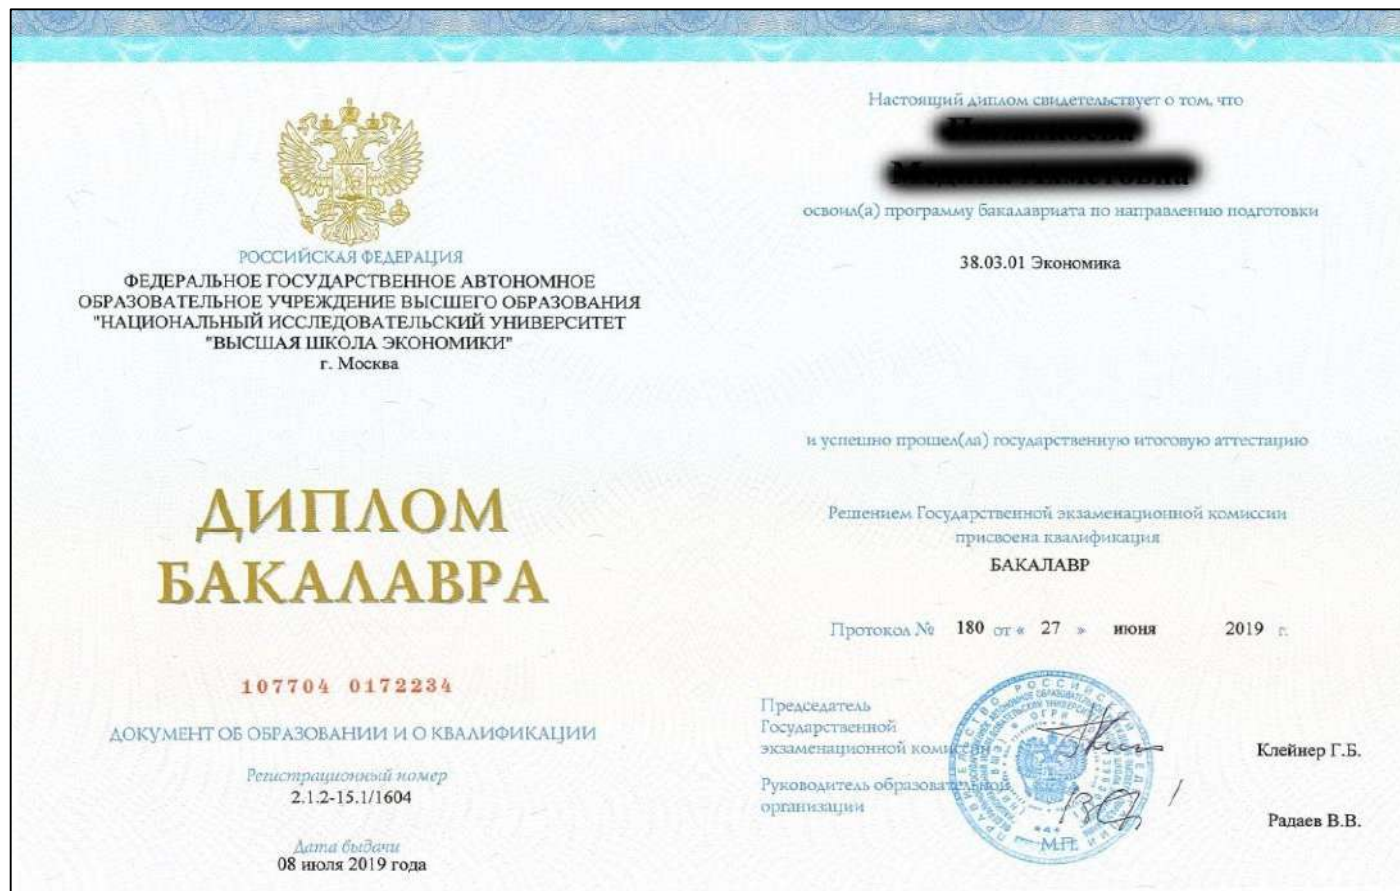 РОССИЙСКАЯ ФЕДЕРАЦИЯ
ФЕДЕРАЛЬНОЕ ГОСУДАРСТВЕННОЕ АВТОНОМНОЕ
ОБРАЗОВАТЕЛЬНОЕ УЧРЕЖДЕНИЕ ВЫСШЕГО ОБРАЗОВАНИЯ
"НАЦИОНАЛЬНЫЙ ИССЛЕДОВАТЕЛЬСКИЙ УНИВЕРСИТЕТ
"ВЫСШАЯ ШКОЛА ЭКОНОМИКИ"
г. Москва
ДИПЛОМ
БАКАЛАВРА
107704 0172234
ДОКУМЕНТ ОБ ОБРАЗОВАНИИ И О КВАЛИФИКАЦИИ
Регистрационный номер
2.1.2-15.1/1604
Дата выдачи
08 июля 2019 года
Настоящий диплом свидетельствует о том, что
освоил(а) программу бакалавриата по направлению подготовки
38.03.01 Экономика
и успешно прошел(ла) государственную итоговую аттестацию
Решением Государственной экзаменационной комиссии
присвоена квалификация
БАКАЛАВР
Протокол № 180 от « 27 » июня 2019 г.
Председатель
Государственной
экзаменационной комиссии
Клейнер Г.Б.
Руководитель образовательной
организации
Радаев В.В.
М.П.